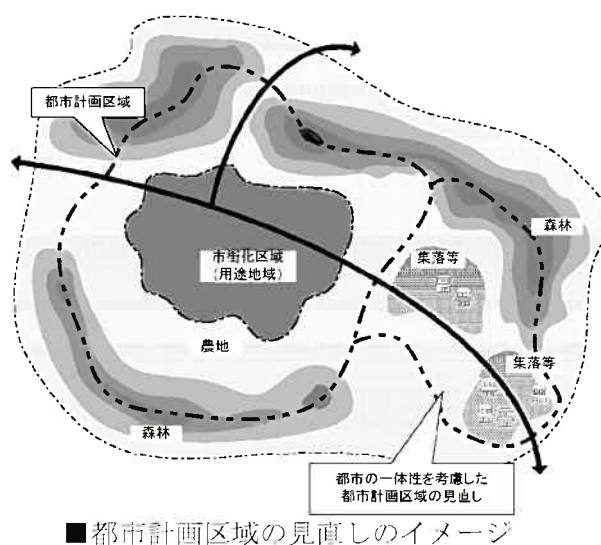 都市計画区域
市街化区域
(用途地域)
森林
集落等
農地
集落等
森林
都市の一体性を考慮した
都市計画区域の見直し
■都市計画区域の見直しのイメージ